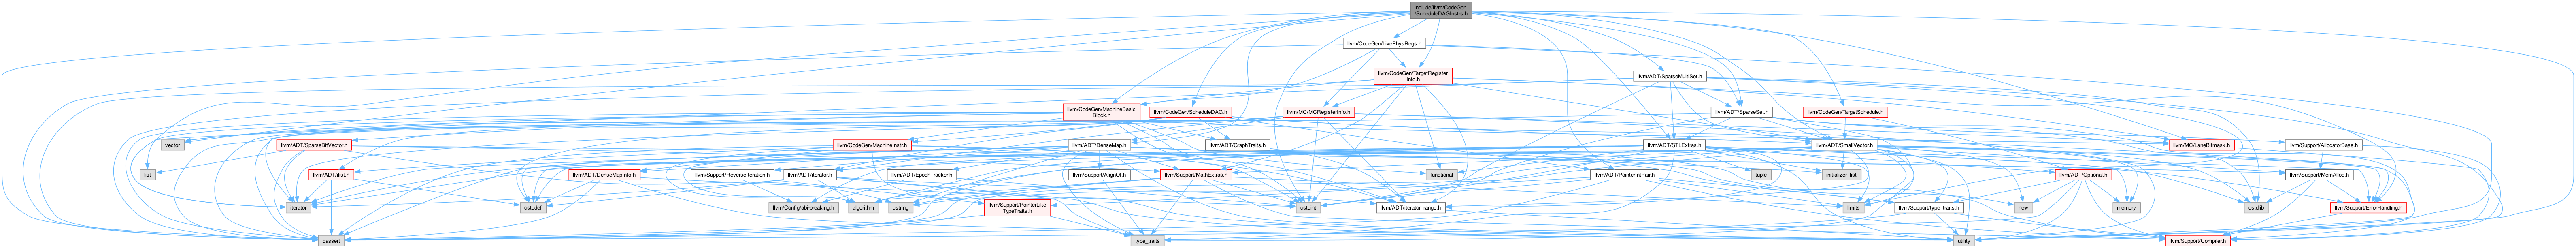 include/llvm/CodeGen
/ScheduleDAGInstrs.h
llvm/CodeGen/LivePhysRegs.h
llvm/CodeGen/TargetRegister
Info.h
llvm/ADT/SparseMultiSet.h
llvm/CodeGen/MachineBasic
Block.h
llvm/CodeGen/ScheduleDAG.h
llvm/MC/MCRegisterInfo.h
llvm/ADT/SparseSet.h
llvm/CodeGen/TargetSchedule.h
vector
llvm/ADT/SparseBitVector.h
llvm/CodeGen/MachineInstr.h
llvm/ADT/DenseMap.h
llvm/ADT/GraphTraits.h
llvm/ADT/STLExtras.h
llvm/ADT/SmallVector.h
llvm/MC/LaneBitmask.h
llvm/Support/AllocatorBase.h
list
llvm/ADT/ilist.h
llvm/ADT/DenseMapInfo.h
llvm/Support/ReverseIteration.h
llvm/ADT/iterator.h
llvm/ADT/EpochTracker.h
llvm/Support/AlignOf.h
llvm/Support/MathExtras.h
functional
tuple
llvm/ADT/PointerIntPair.h
initializer_list
llvm/ADT/Optional.h
llvm/Support/MemAlloc.h
iterator
cstddef
llvm/Config/abi-breaking.h
algorithm
cstring
llvm/Support/PointerLike
TypeTraits.h
cstdint
llvm/ADT/iterator_range.h
limits
llvm/Support/type_traits.h
new
memory
cstdlib
llvm/Support/ErrorHandling.h
cassert
type_traits
utility
llvm/Support/Compiler.h